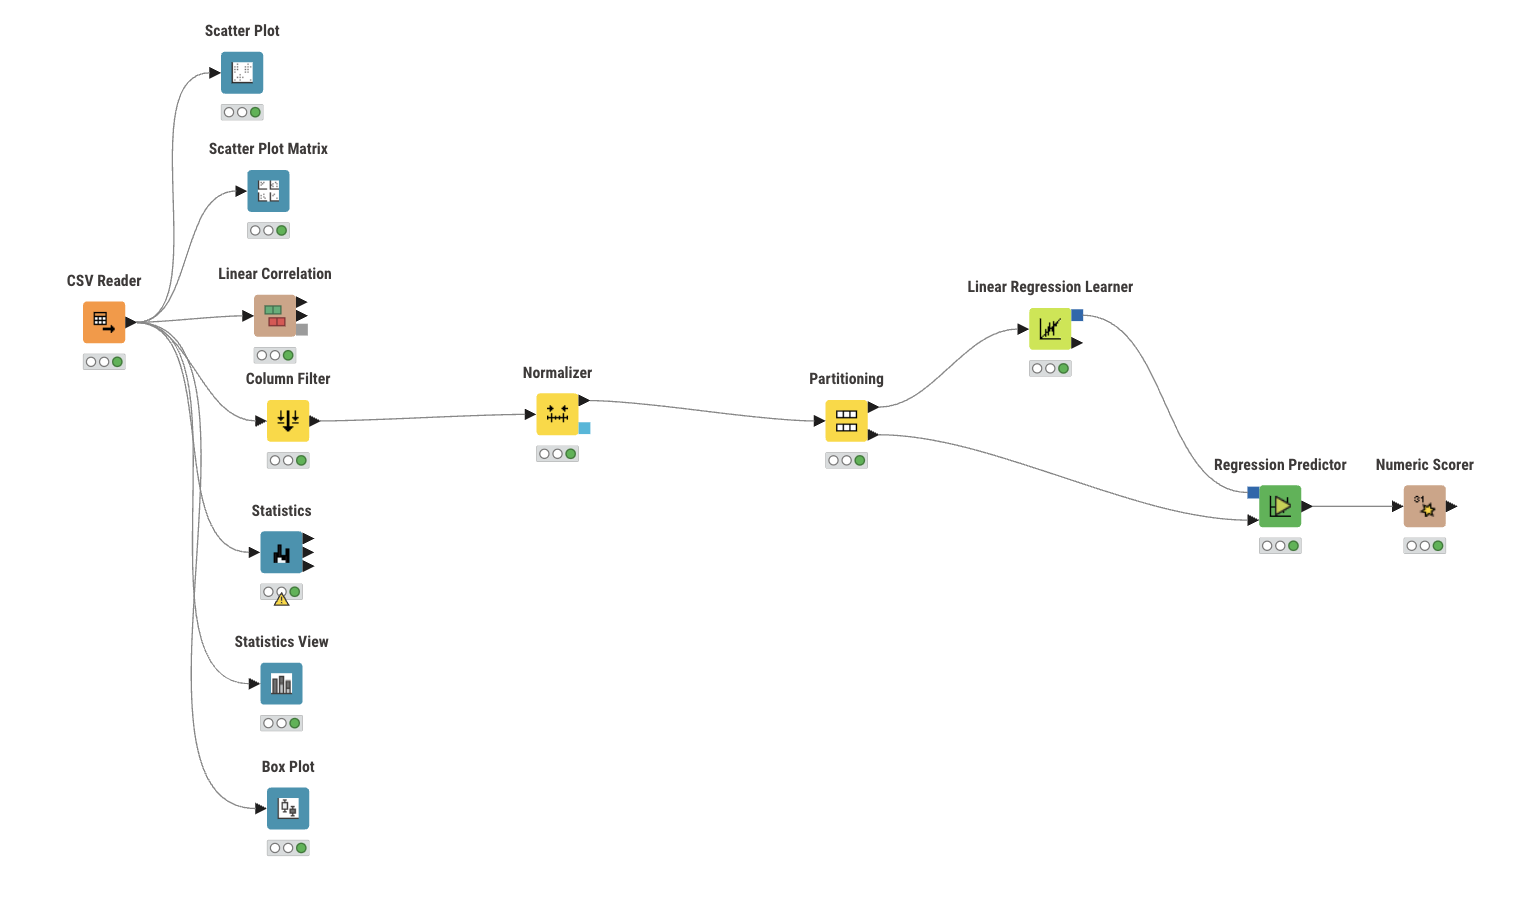 Scatter Plot
Scatter Plot Matrix
Linear Correlation
CSV Reader
Linear Regression Learner
Column Filter
Normalizer
Partitioning
Regression Predictor
Numeric Scorer
31
Statistics
Statistics View
Box Plot